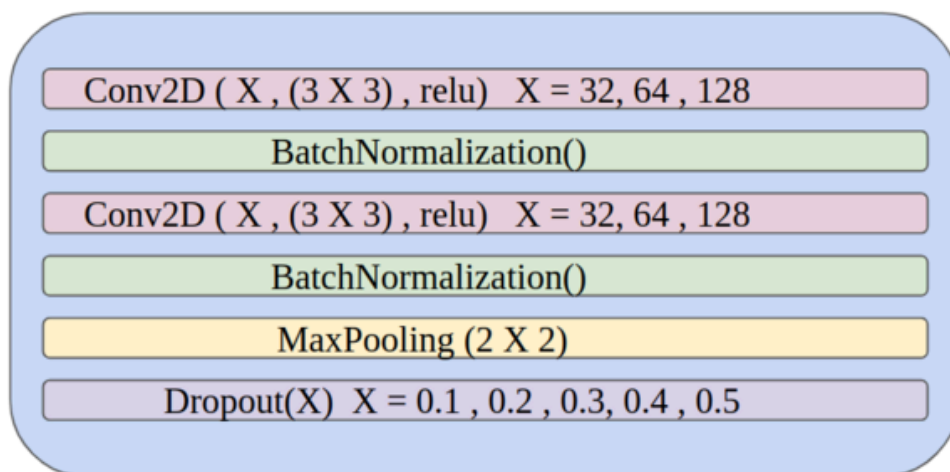 Conv2D ( X , (3 X 3) , relu)   X = 32, 64 , 128
BatchNormalization()
Conv2D ( X , (3 X 3) , relu)   X = 32, 64 , 128
BatchNormalization()
MaxPooling (2 X 2)
Dropout(X)  X = 0.1 , 0.2 , 0.3, 0.4 , 0.5